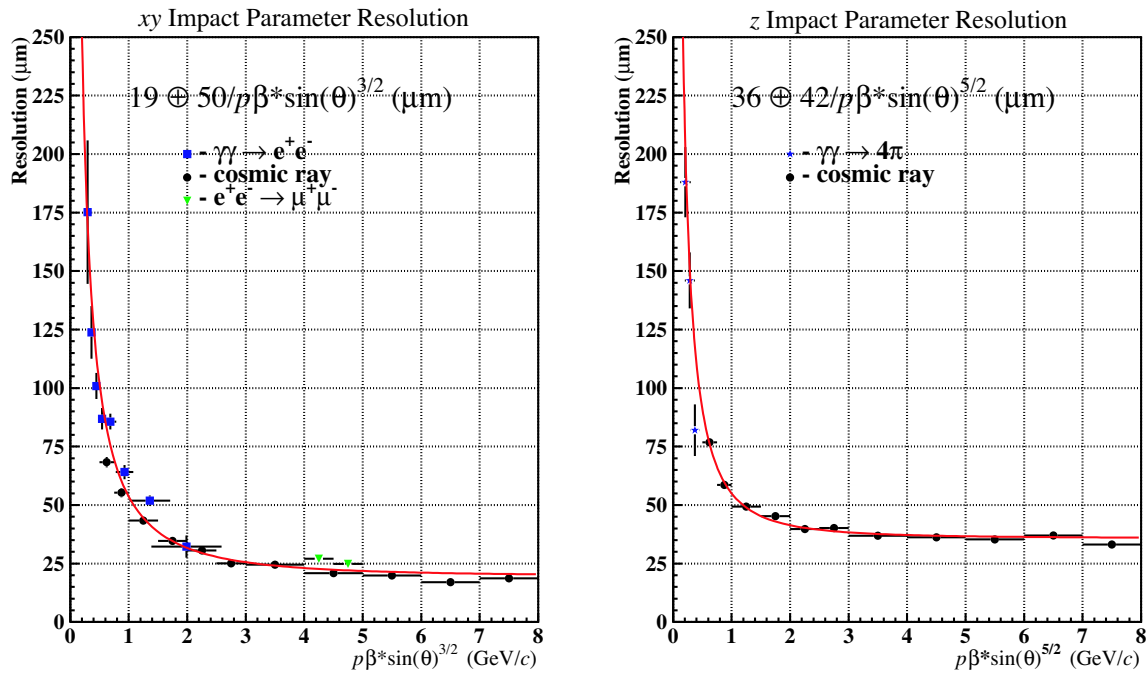 xy Impact Parameter Resolution
Resolution (μm)
250
225
200
175
150
125
100
75
50
25
0
19 ⊕ 50/pβ*sin(θ)^3/2 (μm)
- γγ → e⁺e⁻
- cosmic ray
- e⁺e⁻ → μ⁺μ⁻
0 1 2 3 4 5 6 7 8
pβ*sin(θ)^3/2 (GeV/c)
z Impact Parameter Resolution
Resolution (μm)
250
225
200
175
150
125
100
75
50
25
0
36 ⊕ 42/pβ*sin(θ)^5/2 (μm)
- γγ → 4π
- cosmic ray
0 1 2 3 4 5 6 7 8
pβ*sin(θ)^5/2 (GeV/c)